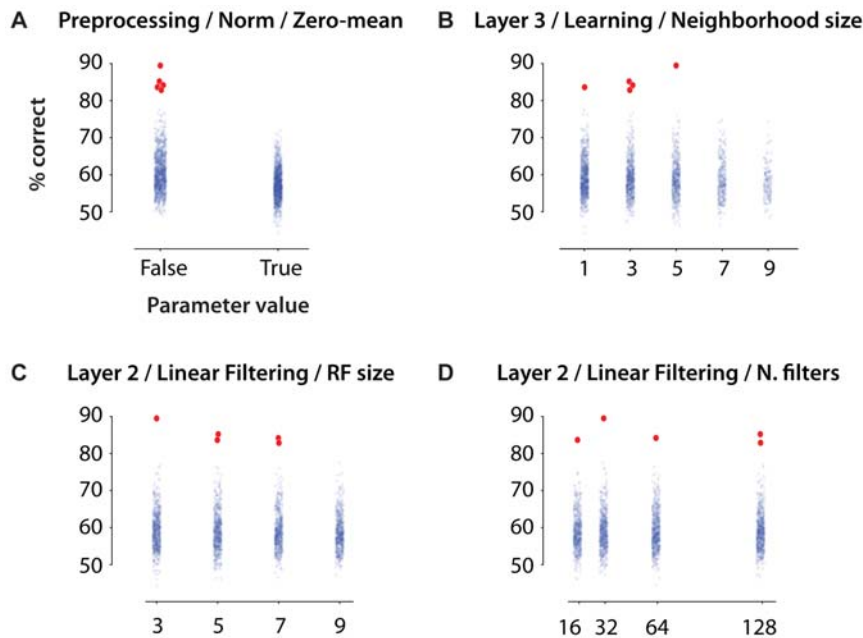 A Preprocessing / Norm / Zero-mean
90
80
70
60
50
% correct
False True
Parameter value
B Layer 3 / Learning / Neighborhood size
90
80
70
60
50
1 3 5 7 9
C Layer 2 / Linear Filtering / RF size
90
80
70
60
50
3 5 7 9
D Layer 2 / Linear Filtering / N. filters
90
80
70
60
50
16 32 64 128